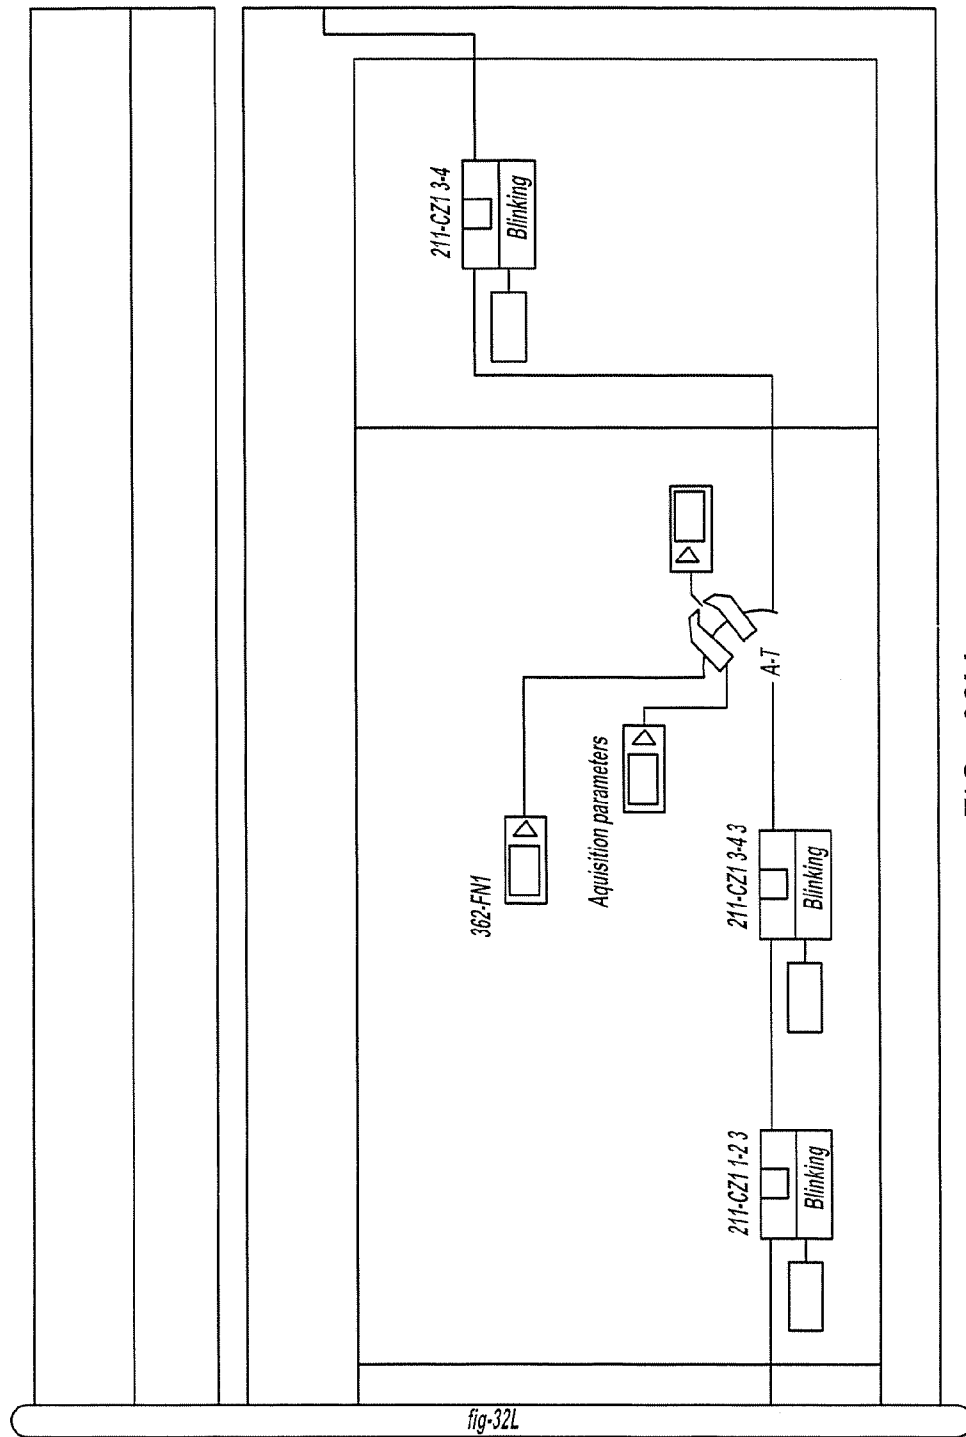 fig-32L
211-CZ1 3-4
Blinking
362-FN1
Aquisition parameters
211-CZ1 1-2 3
Blinking
211-CZ1 3-4 3
Blinking
A-T